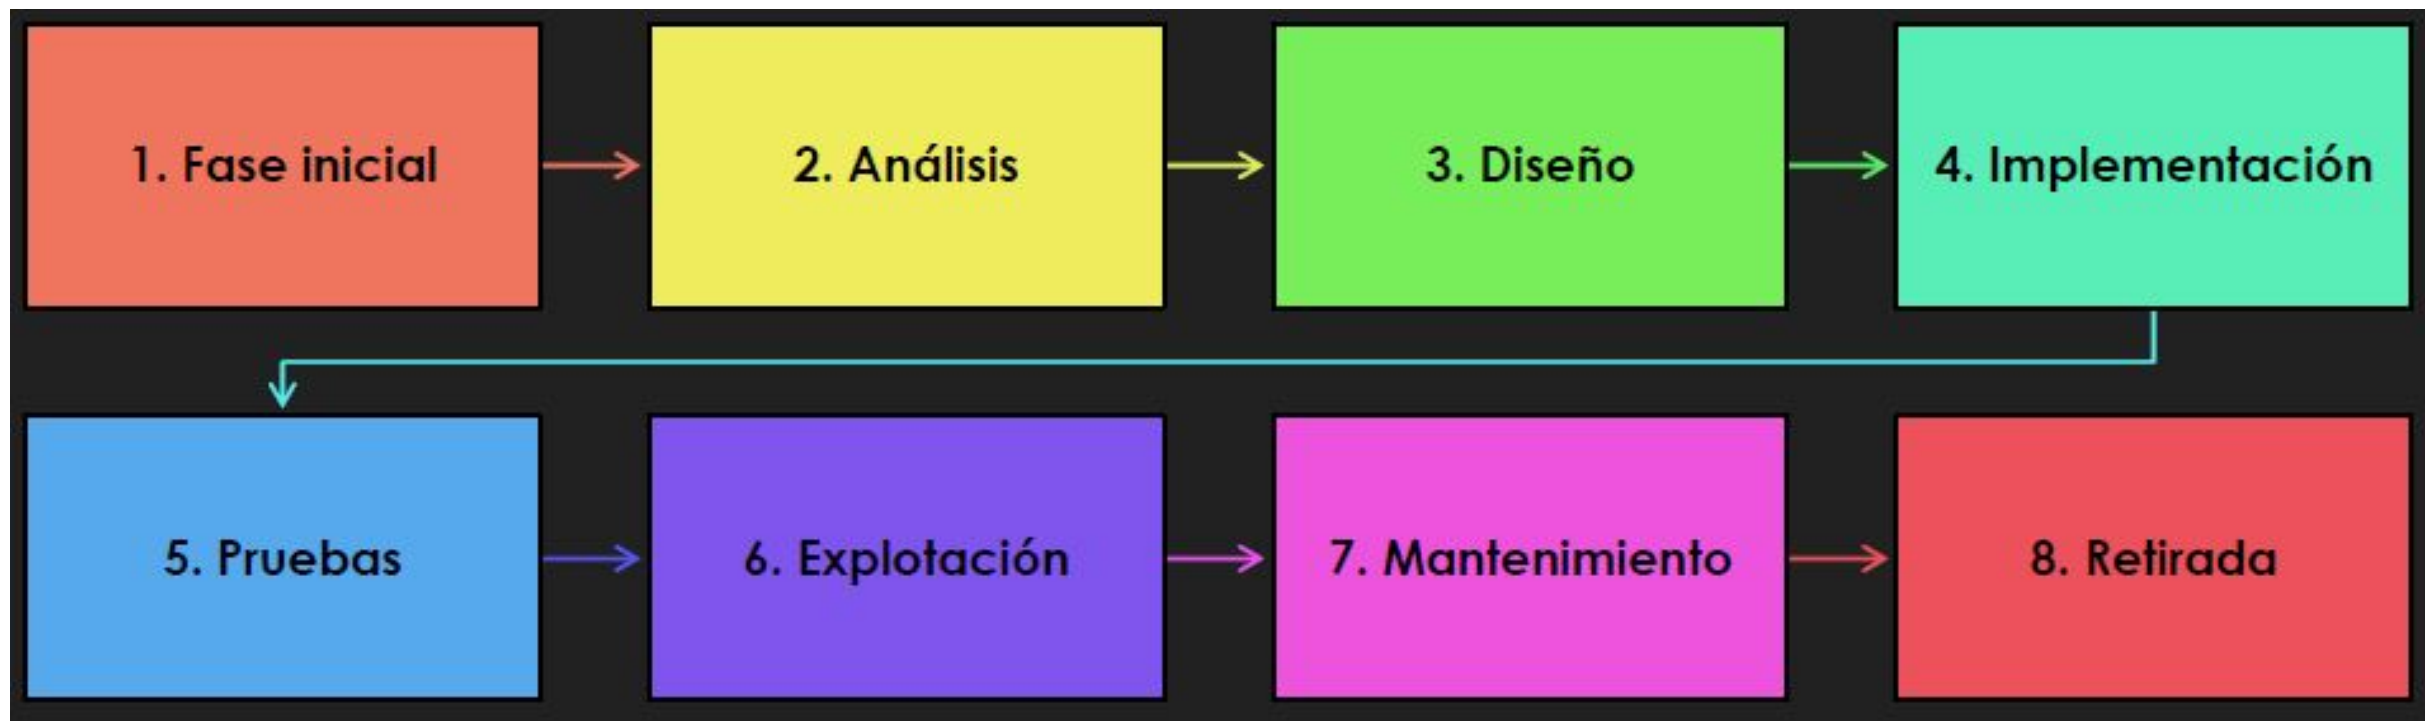 1. Fase inicial
2. Análisis
3. Diseño
4. Implementación
5. Pruebas
6. Explotación
7. Mantenimiento
8. Retirada